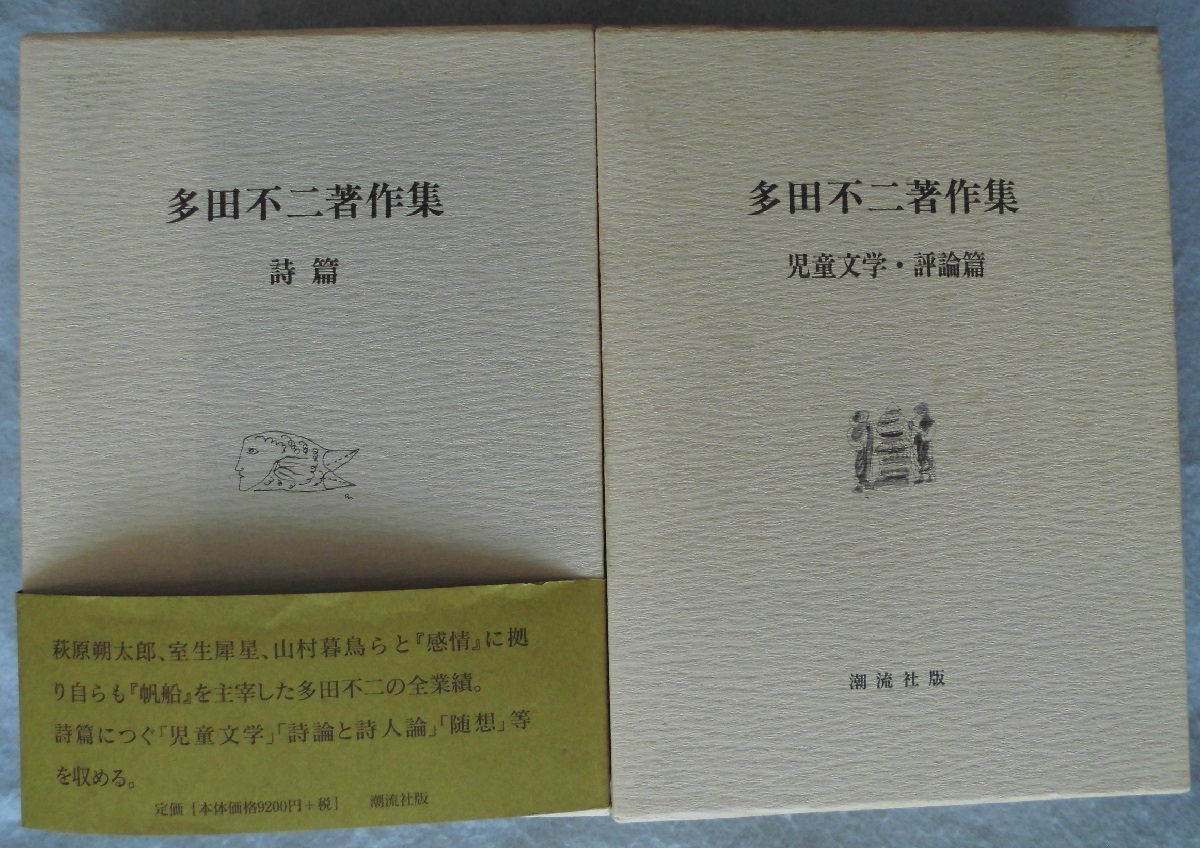 多田不二著作集
詩篇
萩原朔太郎、室生犀星、山村暮鳥らと『感情』に拠
り自らも『帆船』を主宰した多田不二の全業績。
詩篇につぐ「児童文学」「詩論と詩人論」「随想」等
を収める。
定価［本体価格9200円+税］ 潮流社版
多田不二著作集
児童文学・評論篇
潮流社版